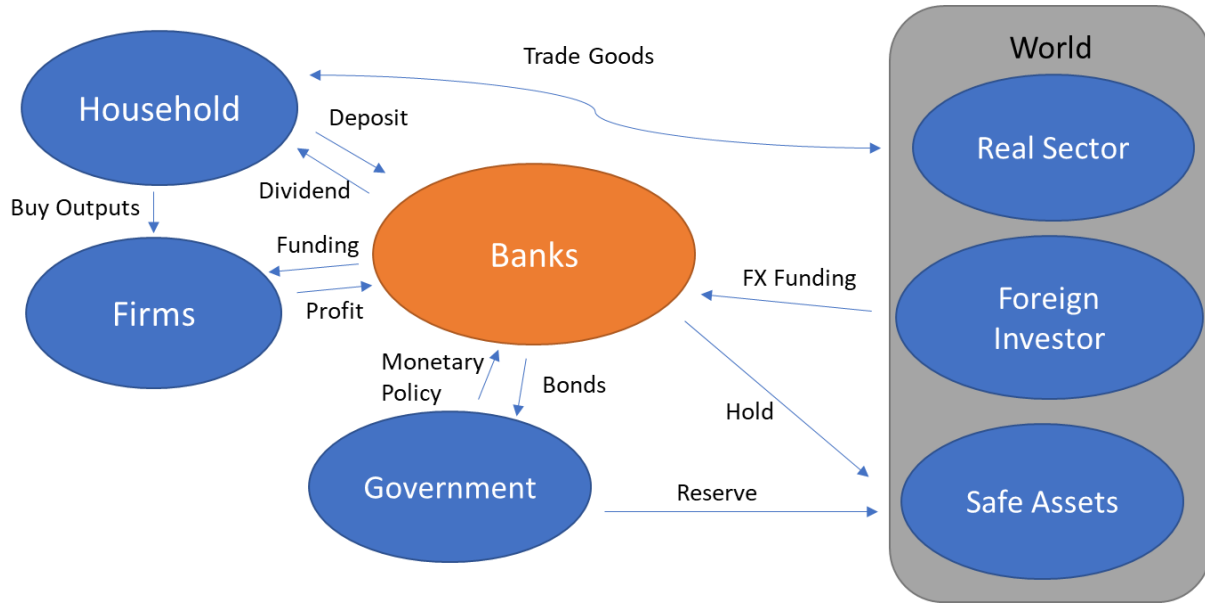 World
Trade Goods
Household
Deposit
Real Sector
Dividend
Buy Outputs
Funding
Banks
FX Funding
Foreign
Investor
Firms
Profit
Monetary
Policy
Bonds
Hold
Government
Reserve
Safe Assets